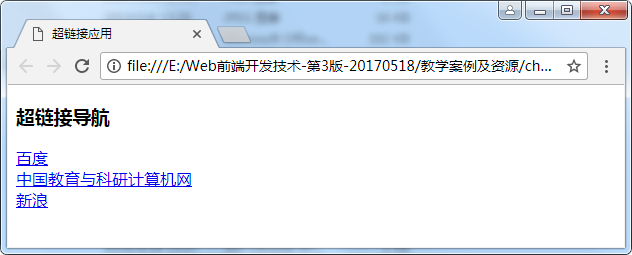 超链接应用
file:///E:/Web前端开发技术-第3版-20170518/教学案例及资源/ch...
超链接导航
百度
中国教育与科研计算机网
新浪